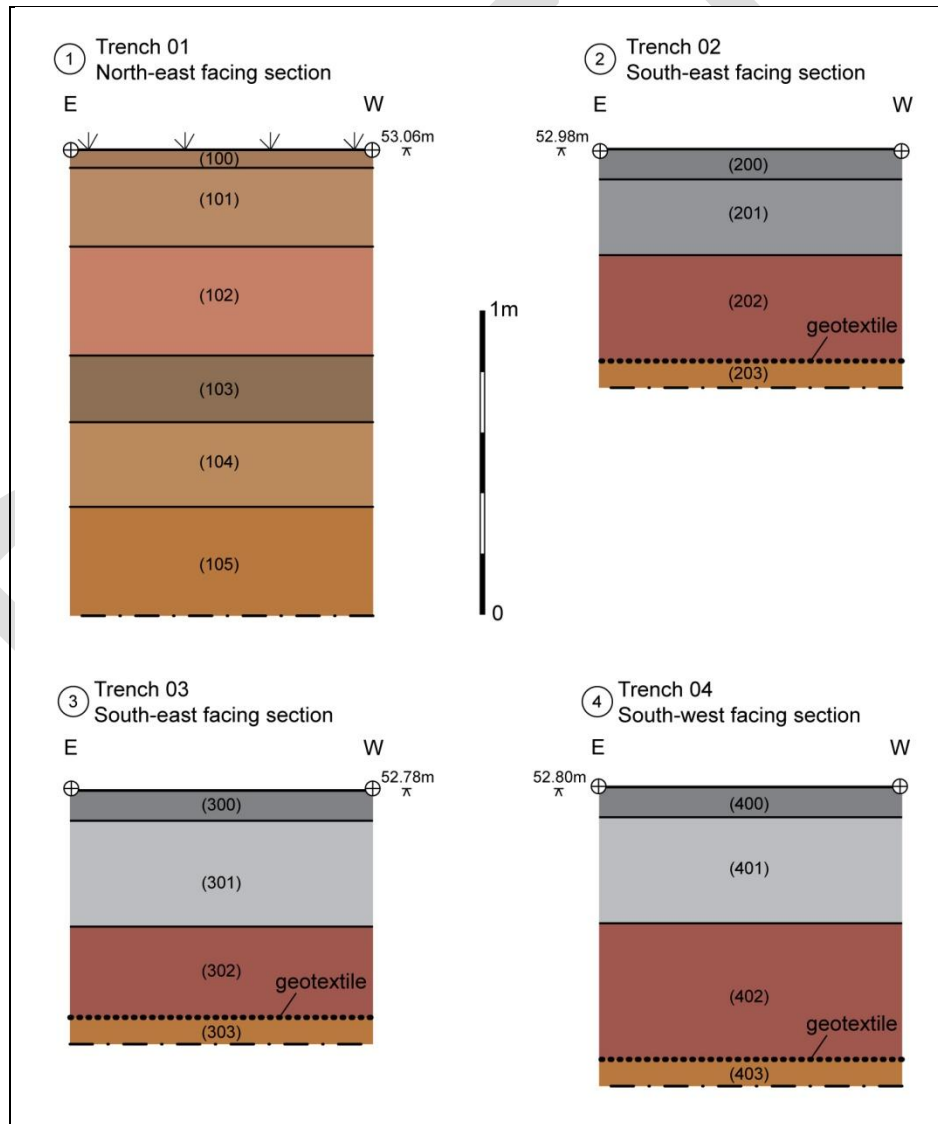 1
Trench 01
North-east facing section
E
W
53.06m
(100)
(101)
(102)
(103)
(104)
(105)
1m
0
2
Trench 02
South-east facing section
E
W
52.98m
(200)
(201)
(202)
geotextile
(203)
3
Trench 03
South-east facing section
E
W
52.78m
(300)
(301)
(302)
geotextile
(303)
4
Trench 04
South-west facing section
E
W
52.80m
(400)
(401)
(402)
geotextile
(403)